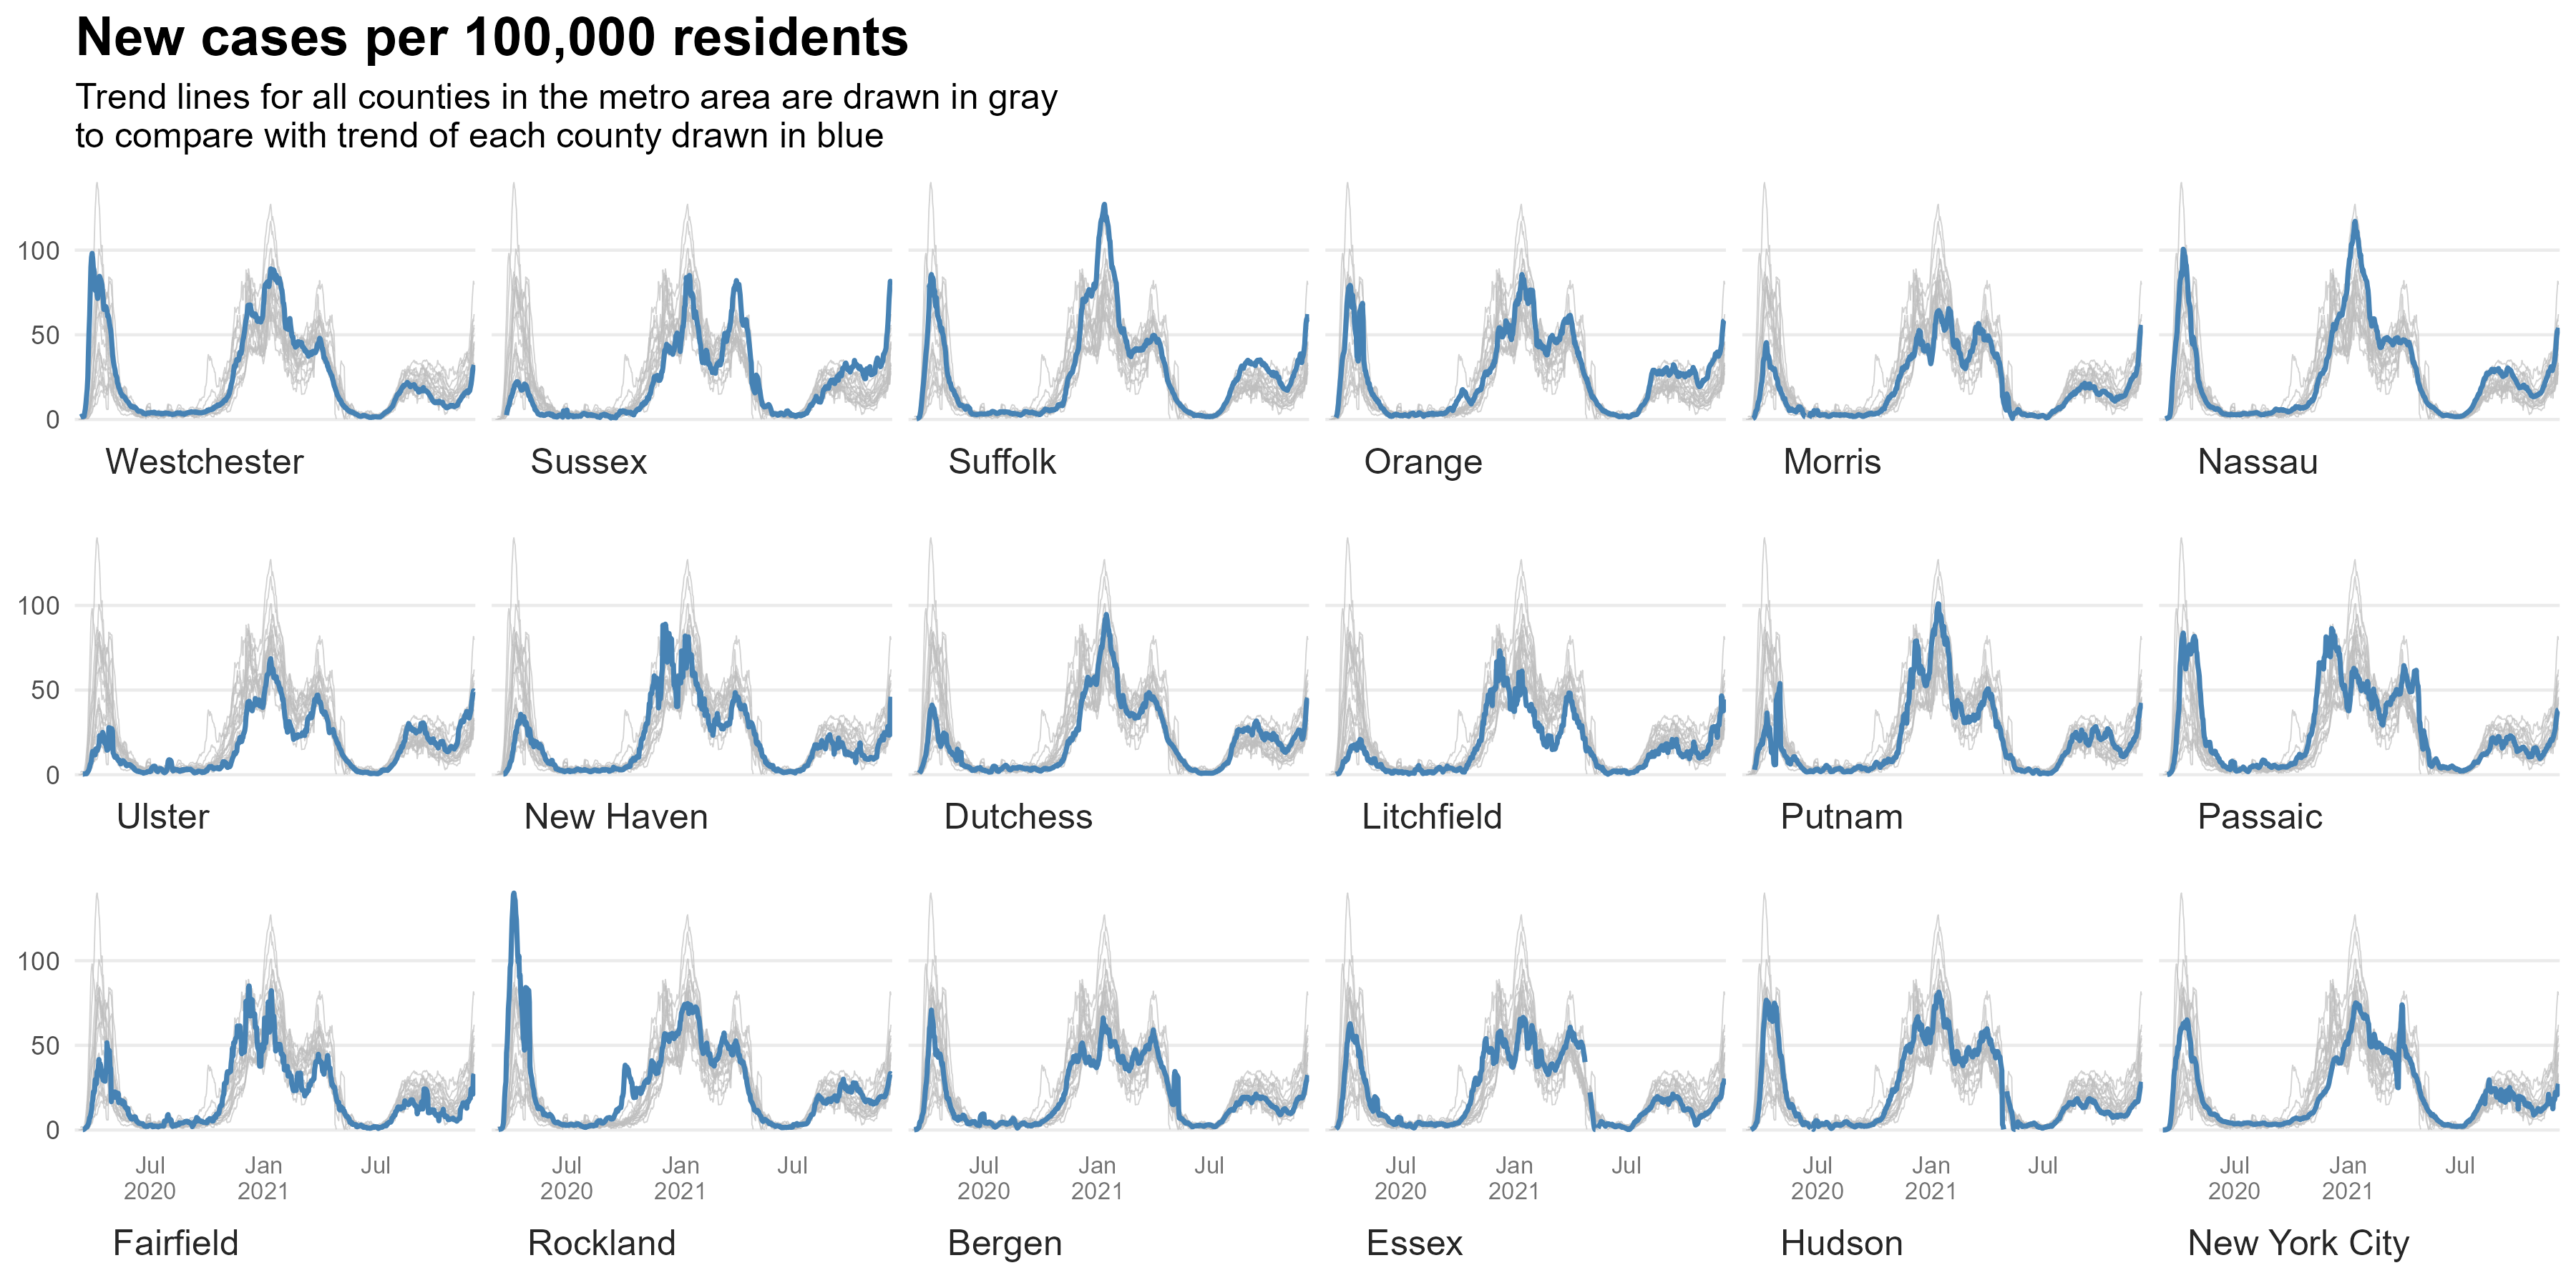 New cases per 100,000 residents
Trend lines for all counties in the metro area are drawn in gray
to compare with trend of each county drawn in blue
100
50
0
Westchester
Sussex
Suffolk
Orange
Morris
Nassau
100
50
0
Ulster
New Haven
Dutchess
Litchfield
Putnam
Passaic
100
50
0
Jul Jan Jul
2020 2021
Jul Jan Jul
2020 2021
Jul Jan Jul
2020 2021
Jul Jan Jul
2020 2021
Jul Jan Jul
2020 2021
Jul Jan Jul
2020 2021
Fairfield
Rockland
Bergen
Essex
Hudson
New York City